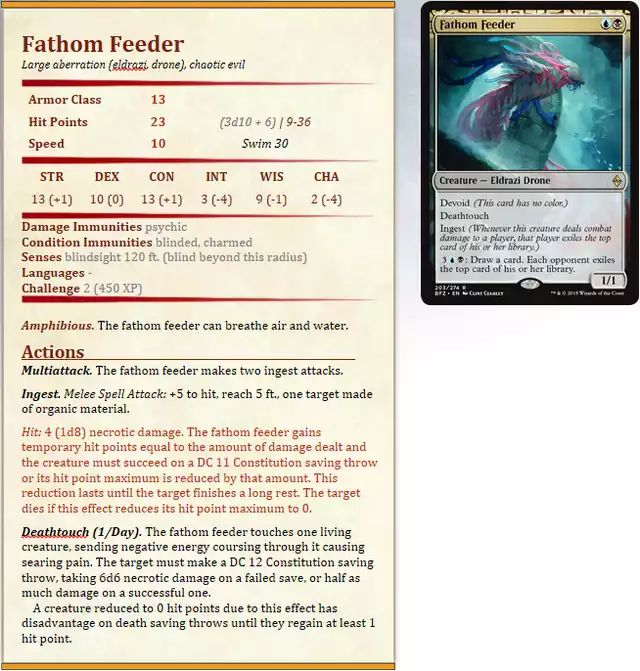 Fathom Feeder
Large aberration (eldrazi, drone), chaotic evil
Armor Class 13
Hit Points 23 (3d10 + 6) | 9-36
Speed 10 Swim 30
STR DEX CON INT WIS CHA
13 (+1) 10 (0) 13 (+1) 3 (-4) 9 (-1) 2 (-4)
Damage Immunities psychic
Condition Immunities blinded, charmed
Senses blindsight 120 ft. (blind beyond this radius)
Languages -
Challenge 2 (450 XP)
Amphibious. The fathom feeder can breathe air and water.
Actions
Multiattack. The fathom feeder makes two ingest attacks.
Ingest. Melee Spell Attack: +5 to hit, reach 5 ft., one target made
of organic material.
Hit: 4 (1d8) necrotic damage. The fathom feeder gains
temporary hit points equal to the amount of damage dealt and
the creature must succeed on a DC 11 Constitution saving throw
or its hit point maximum is reduced by that amount. This
reduction lasts until the target finishes a long rest. The target
dies if this effect reduces its hit point maximum to 0.
Deathtouch (1/Day). The fathom feeder touches one living
creature, sending negative energy coursing through it causing
searing pain. The target must make a DC 12 Constitution saving
throw, taking 6d6 necrotic damage on a failed save, or half as
much damage on a successful one.
A creature reduced to 0 hit points due to this effect has
disadvantage on death saving throws until they regain at least 1
hit point.
Fathom Feeder
Creature — Eldrazi Drone
Devoid (This card has no color.)
Deathtouch
Ingest (Whenever this creature deals combat
damage to a player, that player exiles the top
card of his or her library.)
3: Draw a card. Each opponent exiles
the top card of his or her library.
1/1
203/274 R
BFZ • EN Clint Cearley
™ & © 2015 Wizards of the Coast